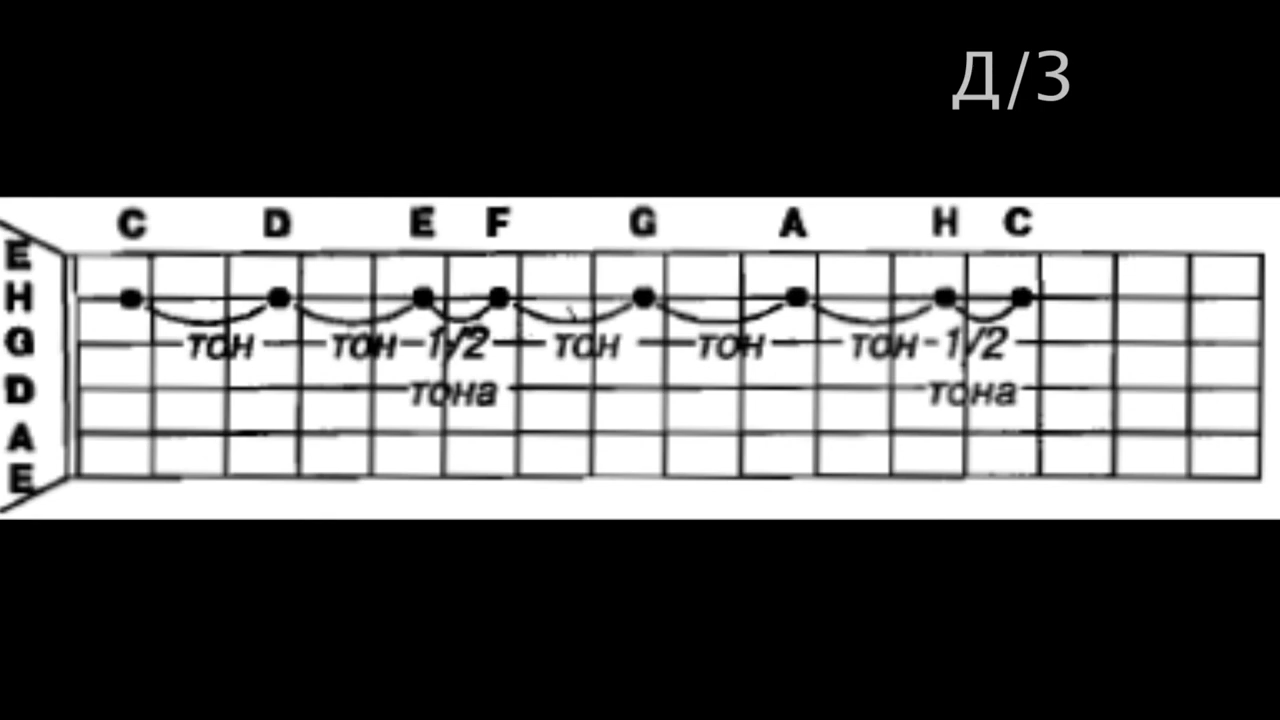 Д/З
C D E F G A H C
E
H
G тон тон 1/2 тон тон тон 1/2
D тона тона
A
E